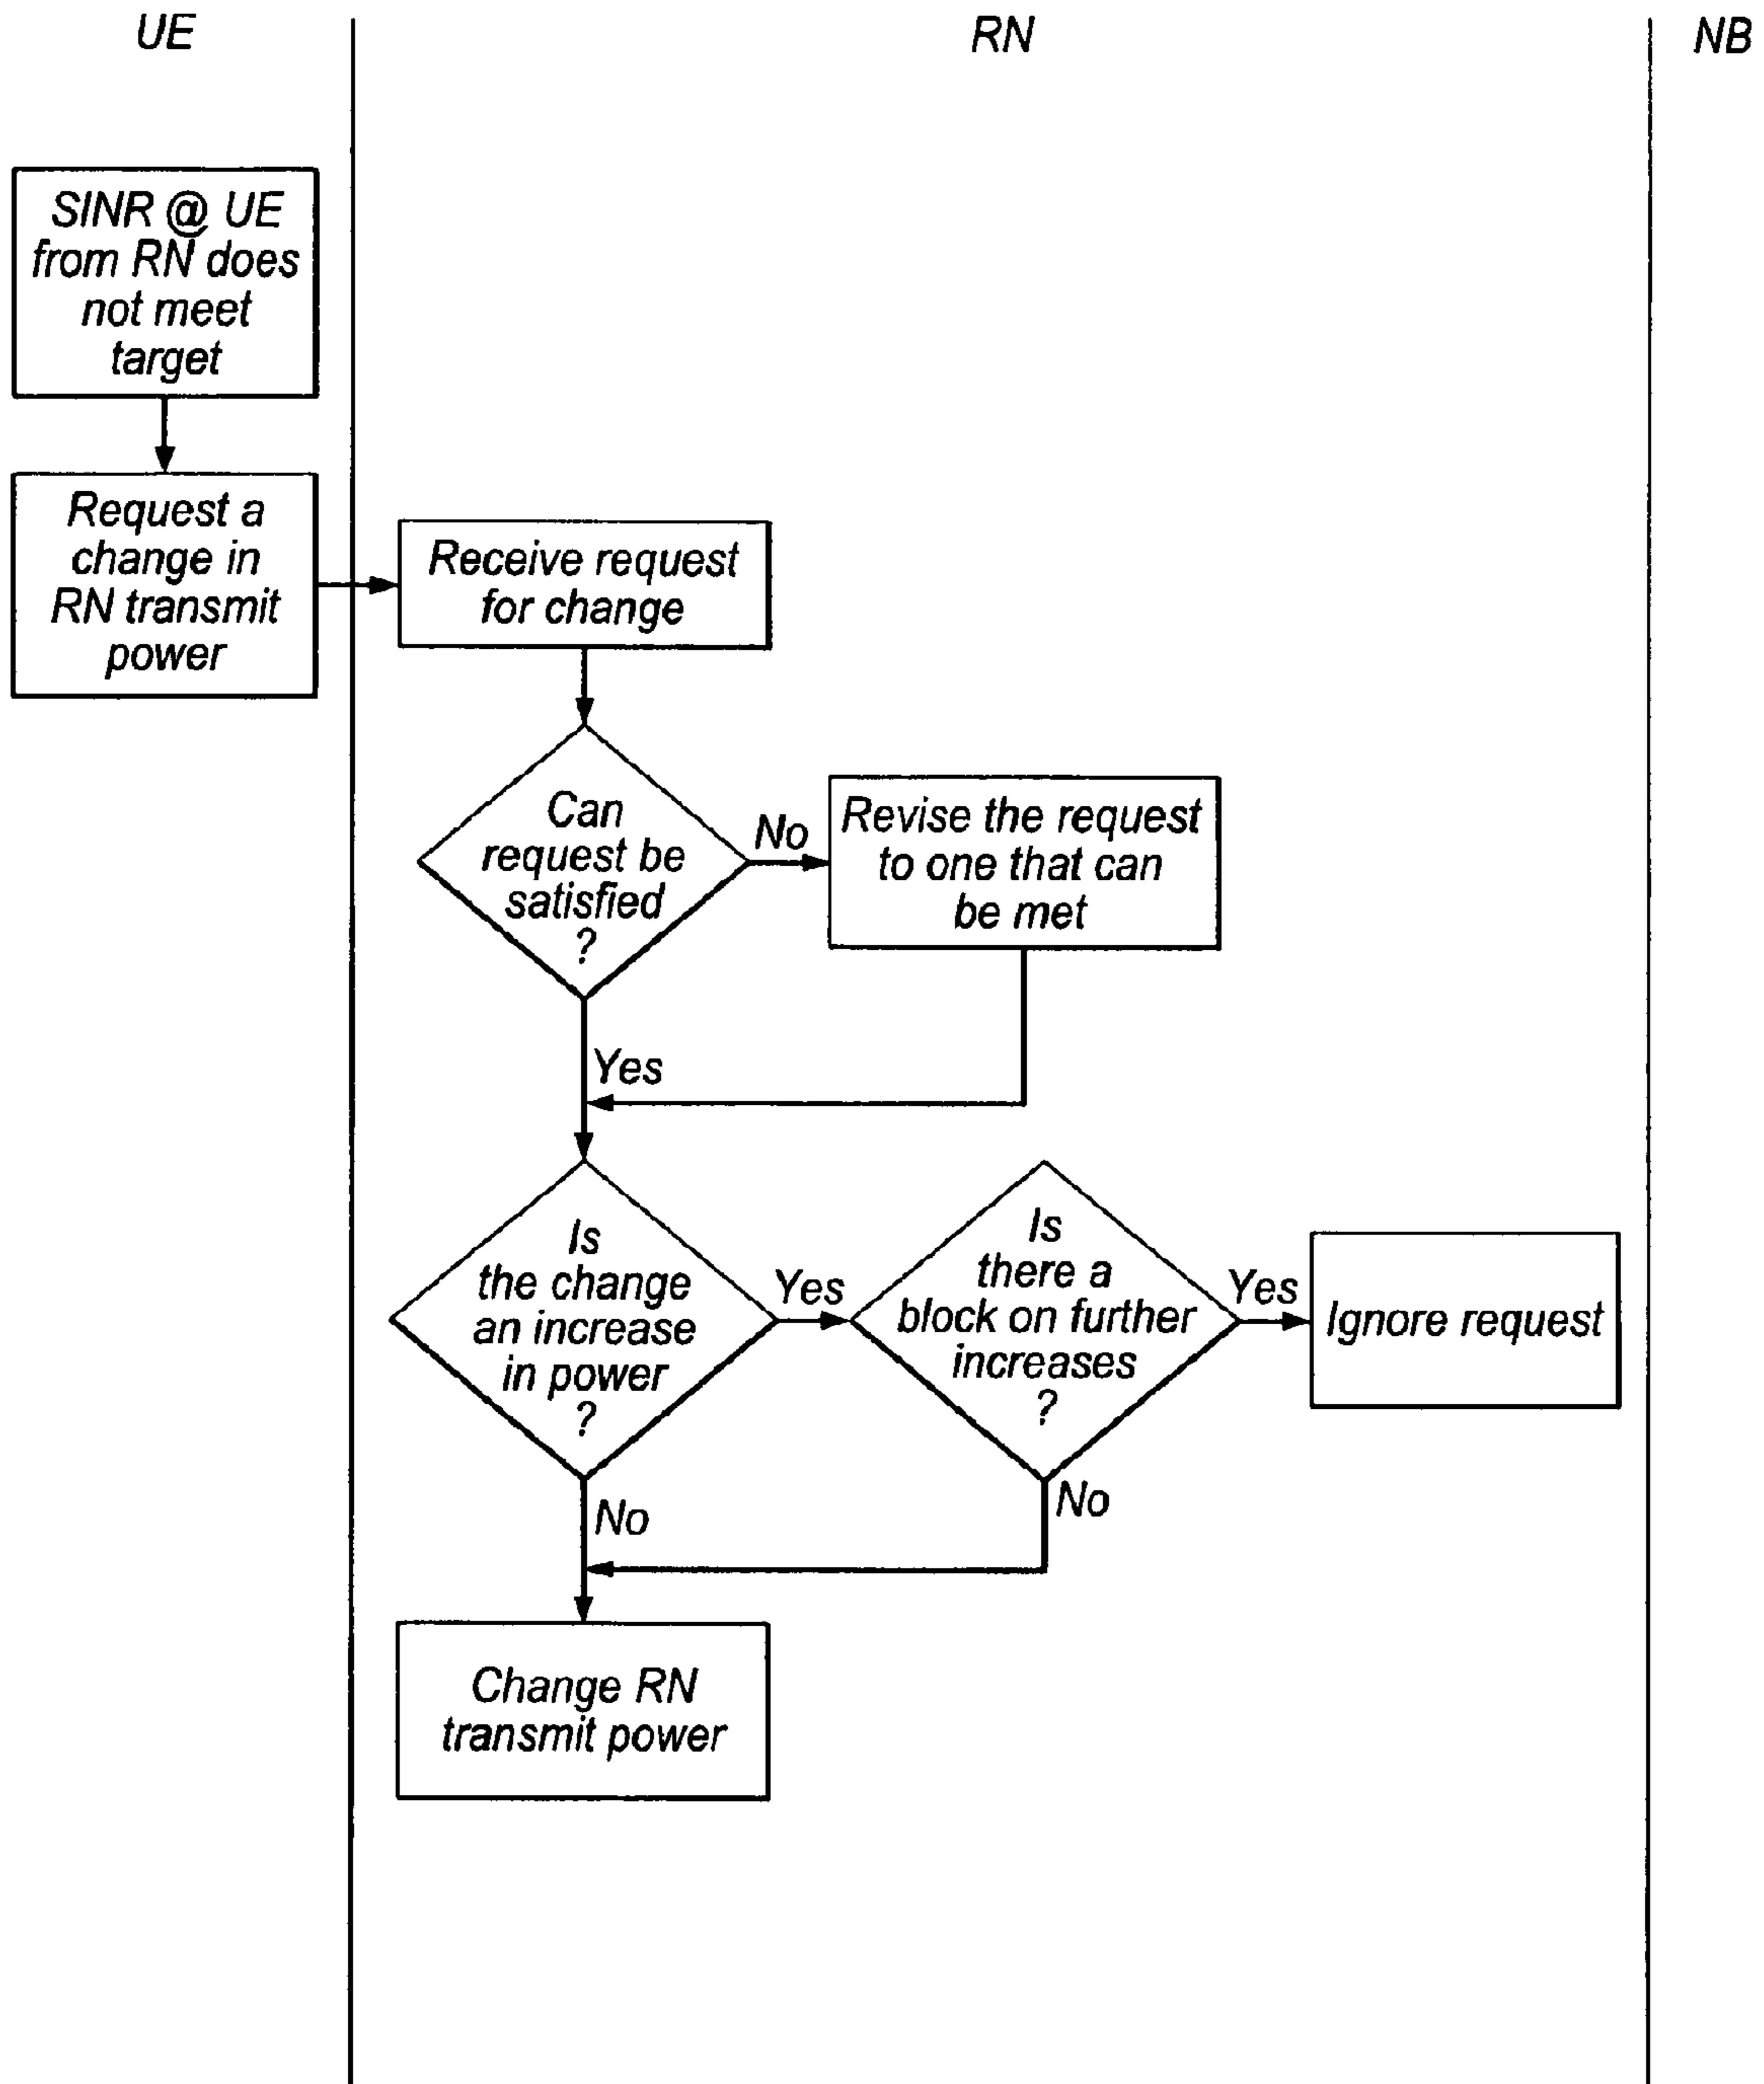 UE
RN
NB
SINR @ UE
from RN does
not meet
target
Request a
change in
RN transmit
power
Receive request
for change
Can
request be
satisfied
?
No
Revise the request
to one that can
be met
Yes
Is
the change
an increase
in power
?
Yes
Is
there a
block on further
increases
?
Yes
Ignore request
No
No
Change RN
transmit power